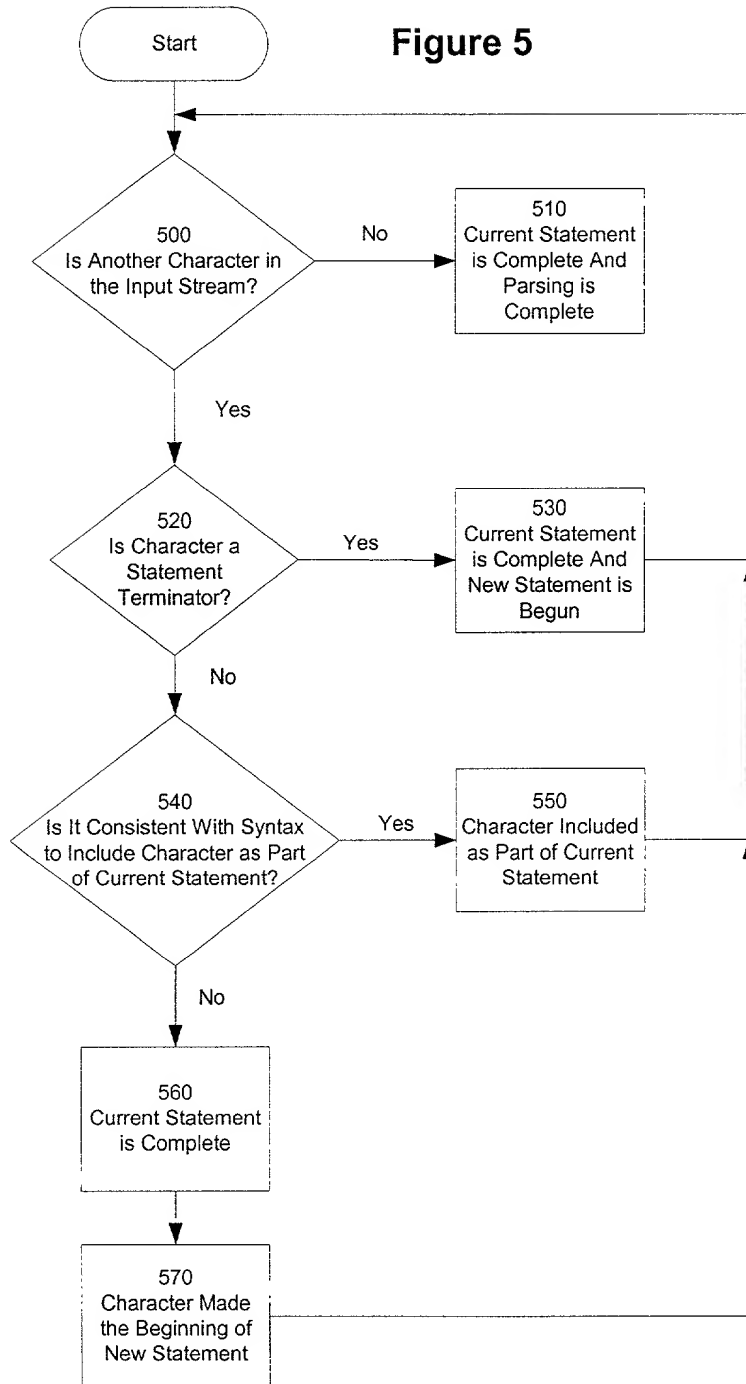 Start
Figure 5
500
Is Another Character in
the Input Stream?
No
510
Current Statement
is Complete And
Parsing is
Complete
Yes
520
Is Character a
Statement
Terminator?
Yes
530
Current Statement
is Complete And
New Statement is
Begun
No
540
Is It Consistent With Syntax
to Include Character as Part
of Current Statement?
Yes
550
Character Included
as Part of Current
Statement
No
560
Current Statement
is Complete
570
Character Made
the Beginning of
New Statement